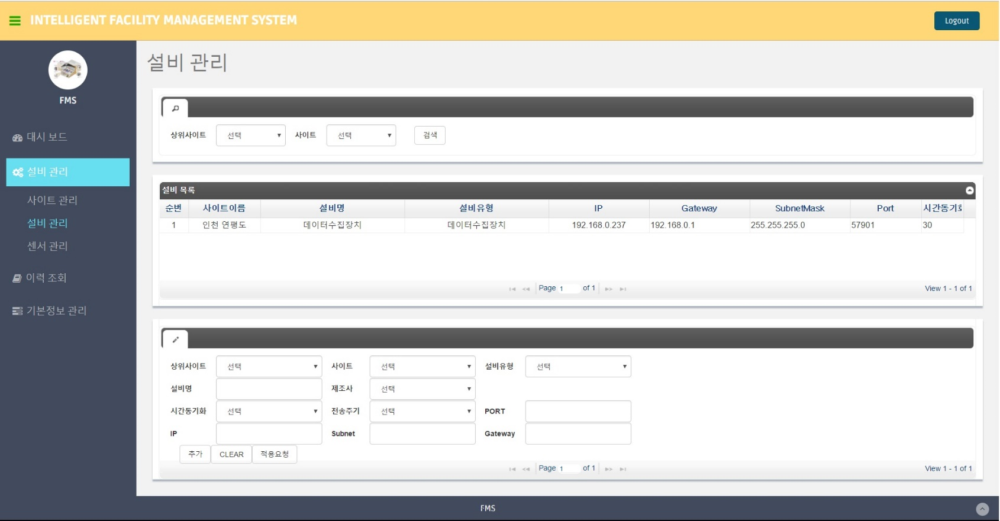 INTELLIGENT FACILITY MANAGEMENT SYSTEM
Logout
FMS
대시 보드
설비 관리
사이트 관리
설비 관리
센서 관리
이력 조회
기본정보 관리
설비 관리
상위사이트 선택 사이트 선택 검색
설비 목록
순번 사이트이름 설비명 설비유형 IP Gateway SubnetMask Port 시간동기화
1 인천 연평도 데이터수집장치 데이터수집장치 192.168.0.237 192.168.0.1 255.255.255.0 57901 30
Page 1 of 1 View 1 - 1 of 1
상위사이트 선택 사이트 선택 설비유형 선택
설비명 제조사 선택
시간동기화 선택 전송주기 선택 PORT
IP Subnet Gateway
추가 CLEAR 적용요청
Page 1 of 1 View 1 - 1 of 1
FMS